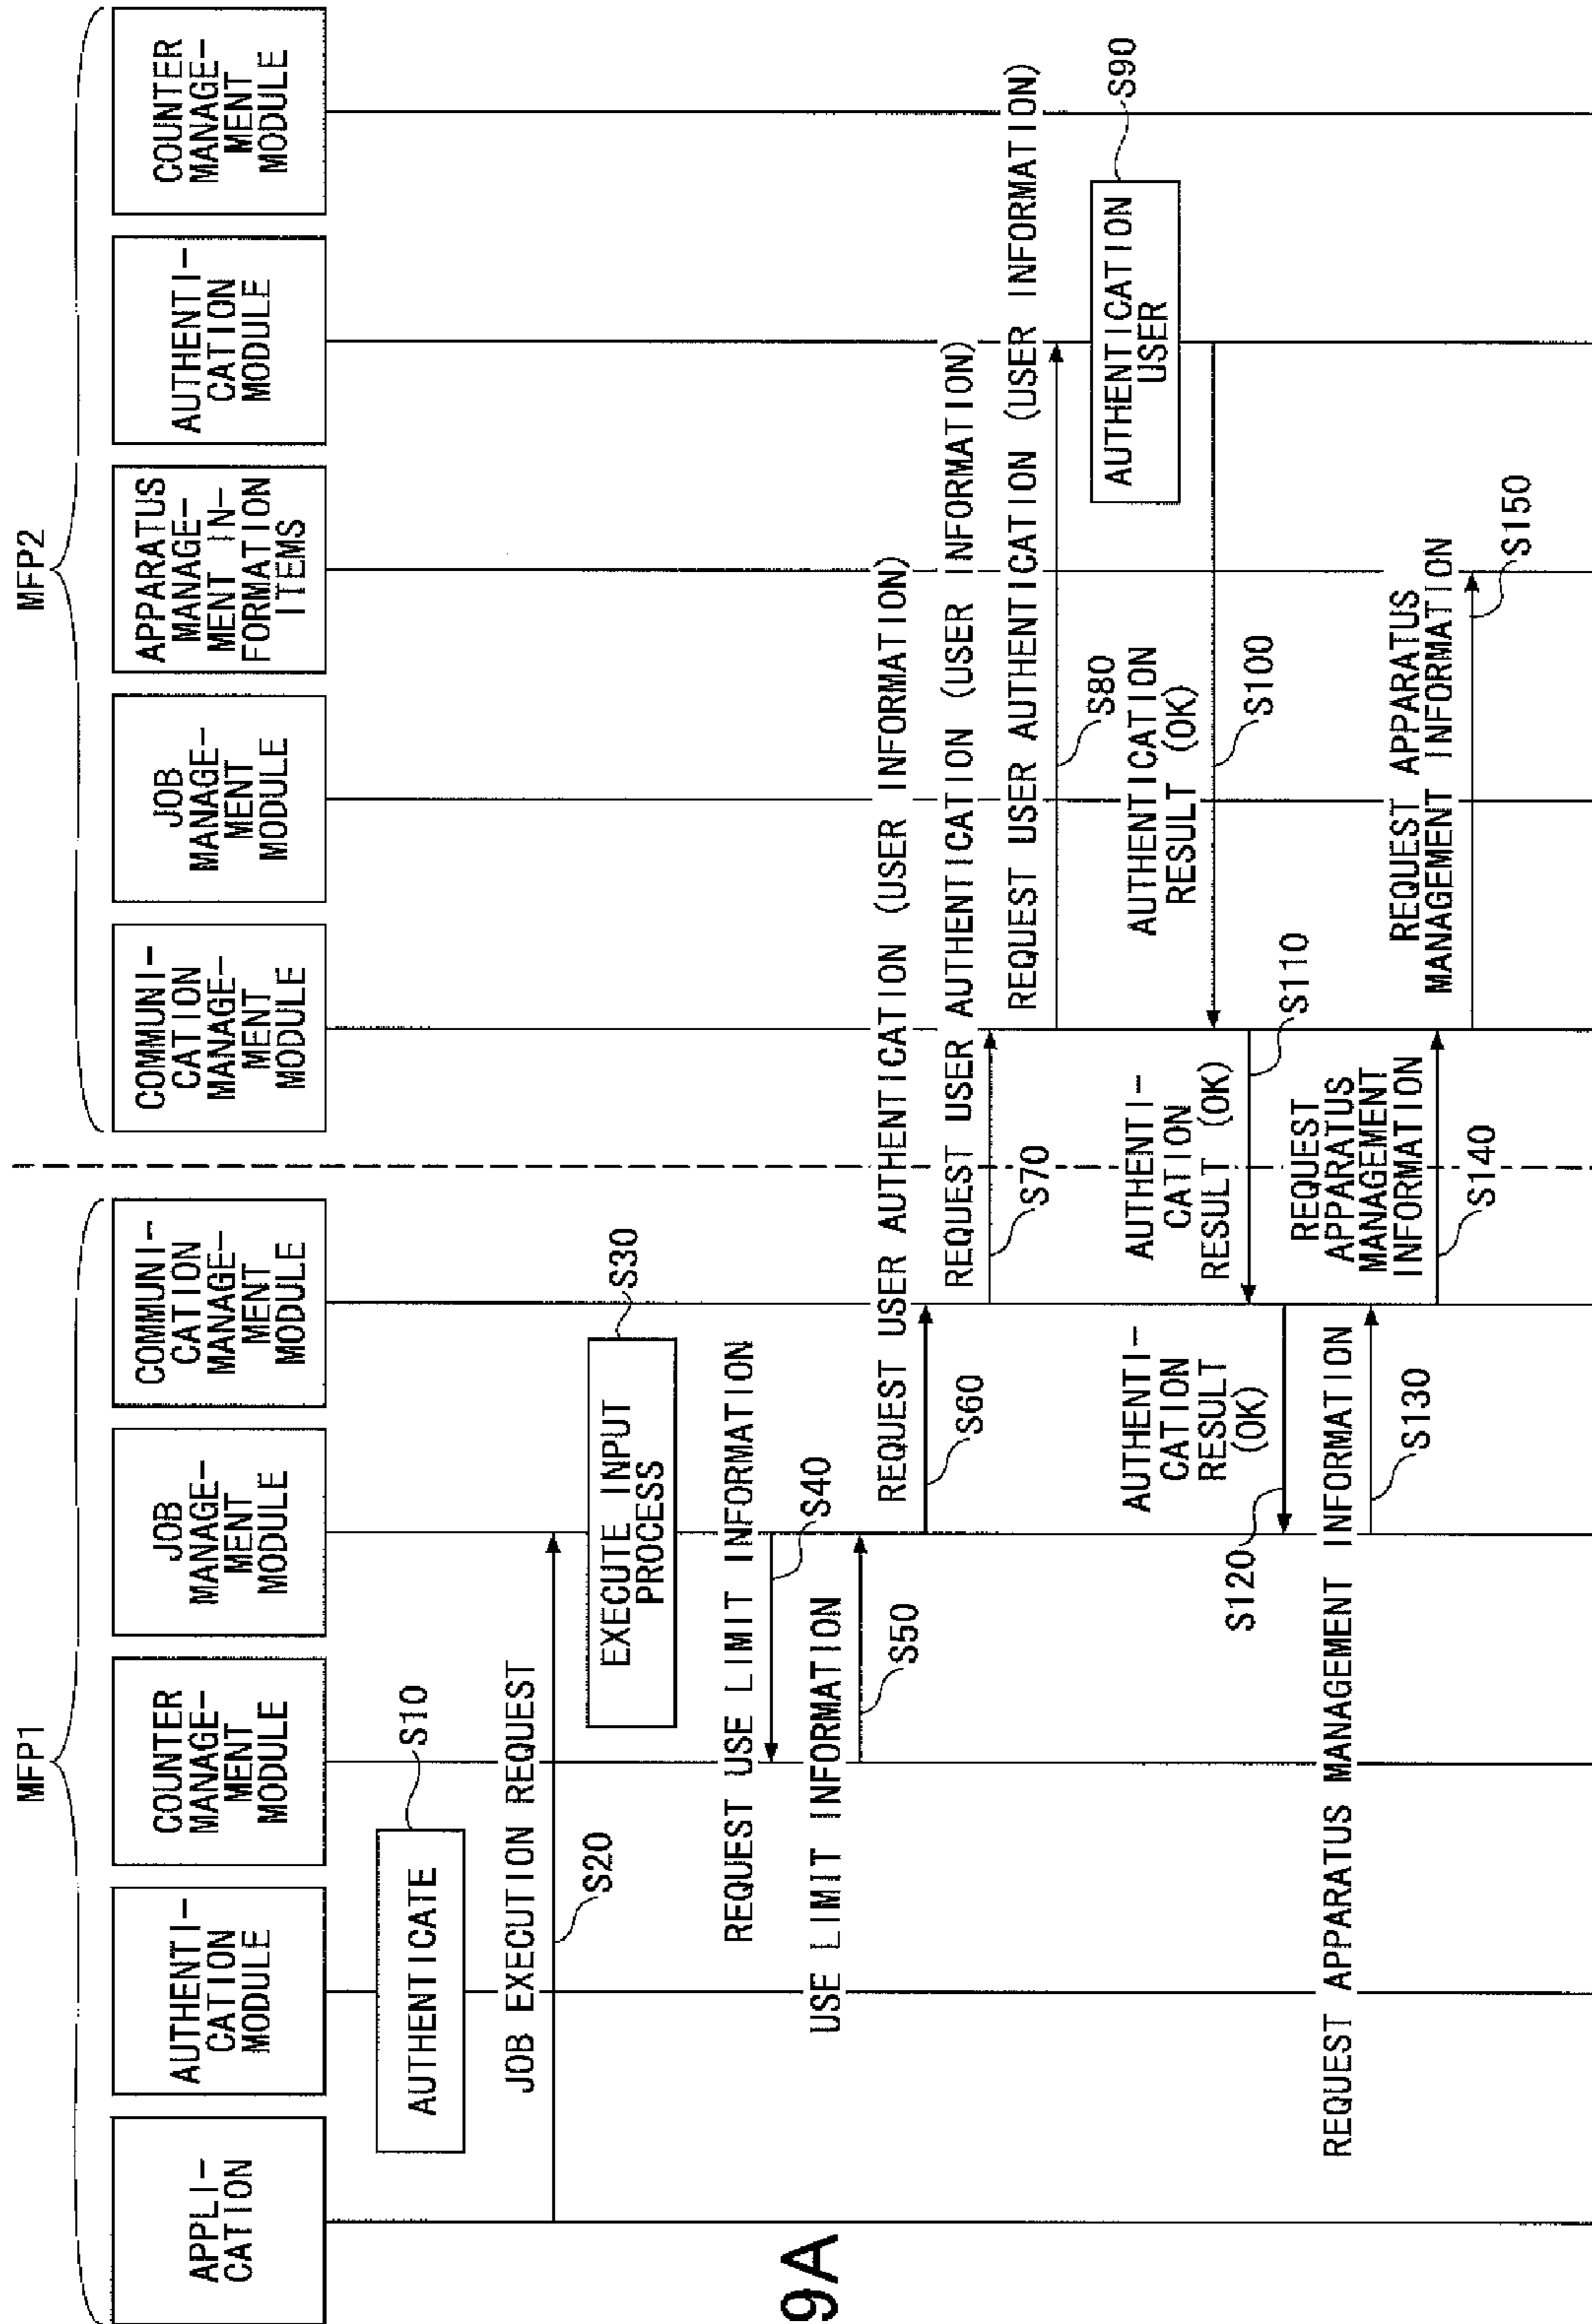 MFP1
MFP2
APPLI-
CATION
AUTHENTI-
CATION
MODULE
COUNTER
MANAGE-
MENT
MODULE
JOB
MANAGE-
MENT
MODULE
COMMUNI-
CATION
MANAGE-
MENT
MODULE
COMMUNI-
CATION
MANAGE-
MENT
MODULE
JOB
MANAGE-
MENT
MODULE
APPARATUS
MANAGE-
MENT IN-
FORMATION
ITEMS
AUTHENTI-
CATION
MODULE
COUNTER
MANAGE-
MENT
MODULE
AUTHENTICATE
S10
JOB EXECUTION REQUEST
S20
EXECUTE INPUT
PROCESS
S30
REQUEST USE LIMIT INFORMATION
S40
USE LIMIT INFORMATION
S50
REQUEST USER AUTHENTICATION (USER INFORMATION)
S60
REQUEST USER AUTHENTICATION (USER INFORMATION)
S70
REQUEST USER AUTHENTICATION (USER INFORMATION)
S80
AUTHENTICATION
USER
S90
AUTHENTICATION
RESULT (OK)
S100
AUTHENTI-
CATION
RESULT (OK)
S110
AUTHENTI-
CATION
RESULT
(OK)
S120
REQUEST APPARATUS MANAGEMENT INFORMATION
S130
REQUEST
APPARATUS
MANAGEMENT
INFORMATION
S140
REQUEST APPARATUS
MANAGEMENT INFORMATION
S150
9A